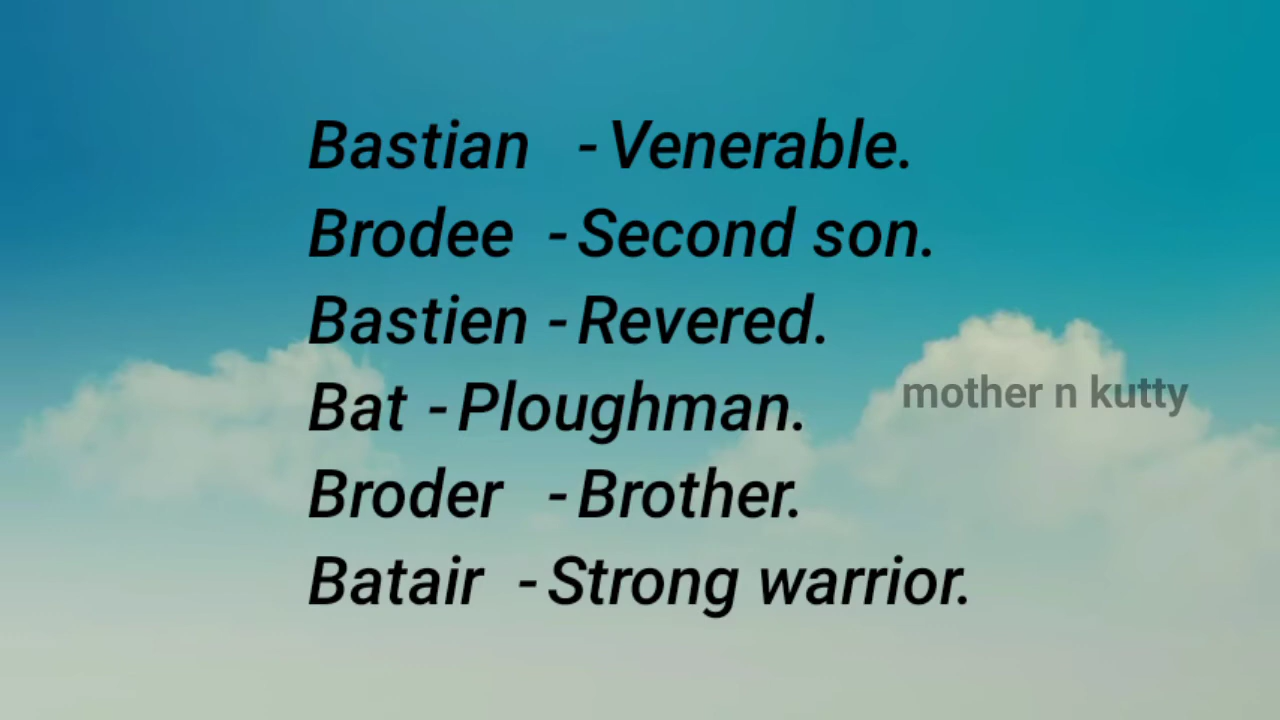 Bastian - Venerable.
Brodee - Second son.
Bastien - Revered.
Bat - Ploughman.
mother n kutty
Broder - Brother.
Batair - Strong warrior.